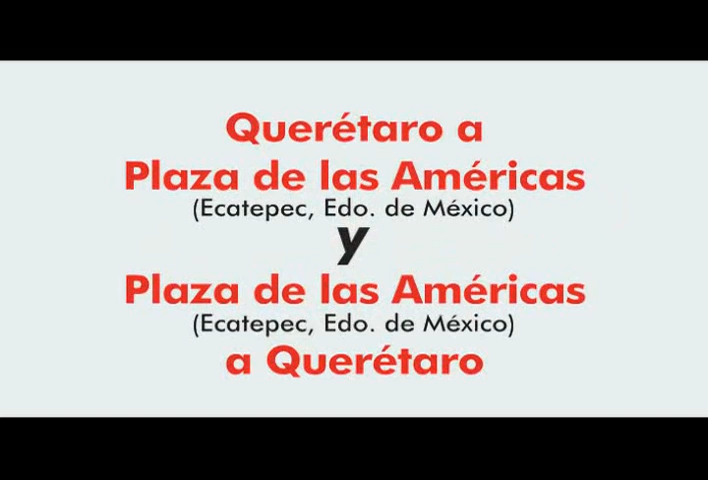 Querétaro a
Plaza de las Américas
(Ecatepec, Edo. de México)
y
Plaza de las Américas
(Ecatepec, Edo. de México)
a Querétaro